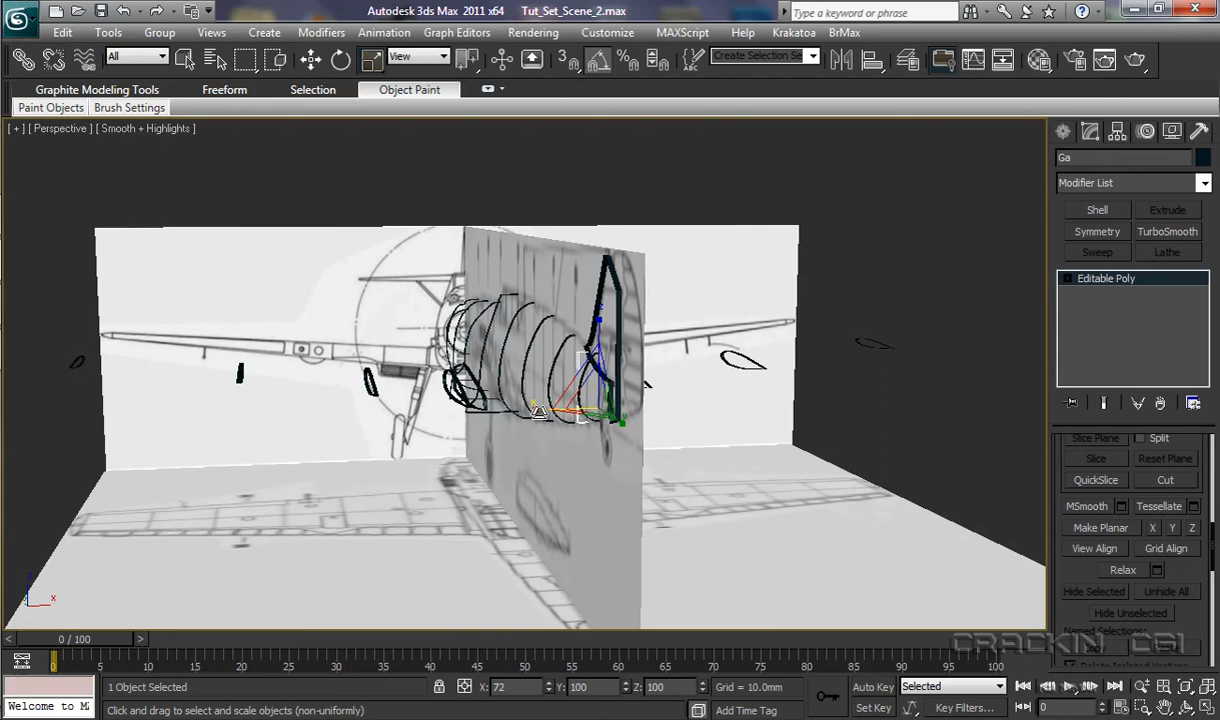 Autodesk 3ds Max 2011 x64 Tut_Set_Scene_2.max
Type a keyword or phrase
Edit Tools Group Views Create Modifiers Animation Graph Editors Rendering Customize MAXScript Help Krakatoa BrMax
All View 3 Create Selection Se
Graphite Modeling Tools Freeform Selection Object Paint
Paint Objects Brush Settings
[ + ] [ Perspective ] [ Smooth + Highlights ]
Ga
Modifier List
Shell Extrude
Symmetry TurboSmooth
Sweep Lathe
Editable Poly
Slice Plane Split
Slice Reset Plane
QuickSlice Cut
MSmooth Tessellate
Make Planar X Y Z
View Align Grid Align
Relax
Hide Selected Unhide All
Hide Unselected
Named Selections:
Copy
x
CRACKIN CGI
0 / 100
0 5 10 15 20 25 30 35 40 45 50 55 60 65 70 75 80 85 90 95 100
1 Object Selected X: 72 Y: 100 Z: 100 Grid = 10.0mm Auto Key Selected
Welcome to M Click and drag to select and scale objects (non-uniformly) Add Time Tag Set Key Key Filters... 0